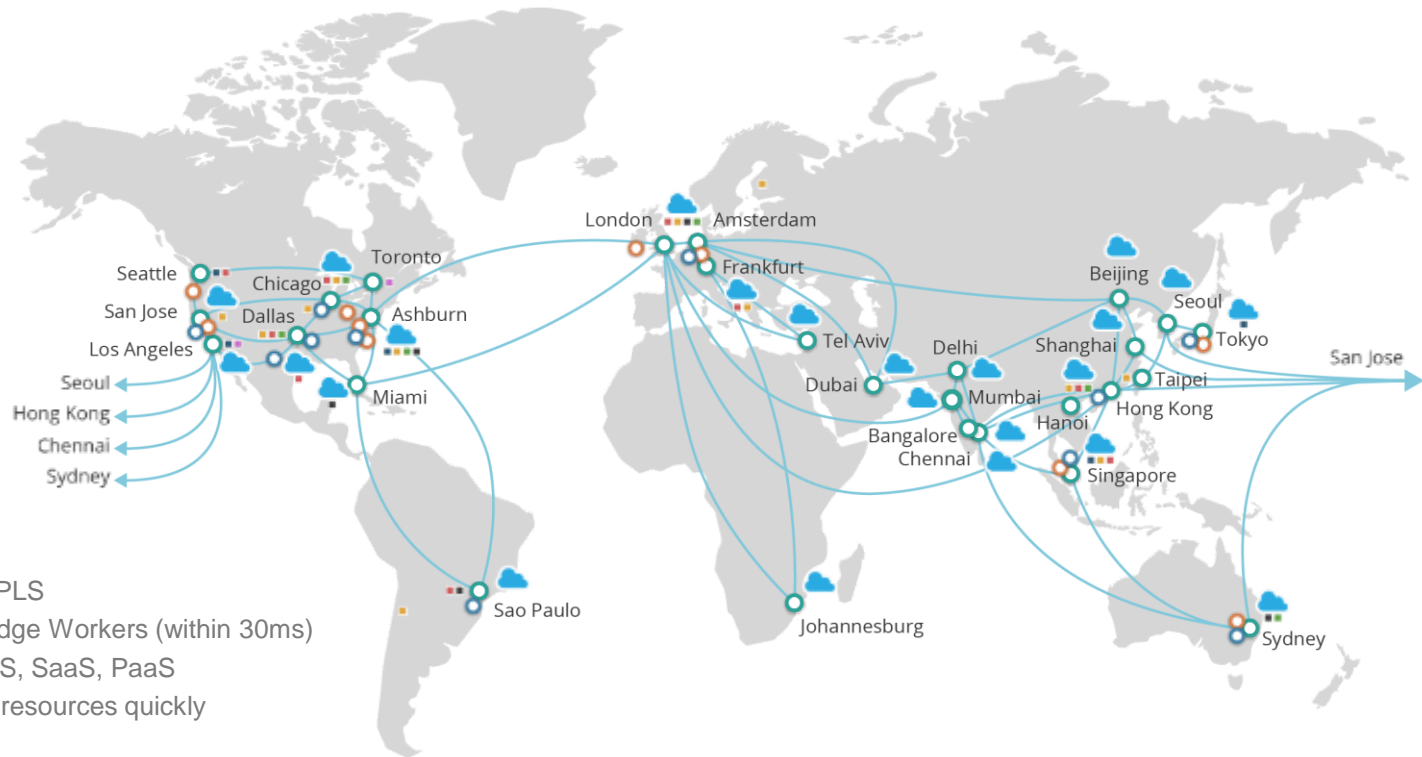 London
Amsterdam
Toronto
Seattle
Chicago
Frankfurt
Beijing
San Jose
Dallas
Ashburn
Seoul
Los Angeles
Tel Aviv
Delhi
Shanghai
Tokyo
San Jose
Seoul
Miami
Dubai
Mumbai
Taipei
Hong Kong
Hanoi
Hong Kong
Chennai
Bangalore
Chennai
Sydney
Singapore
PLS
Sao Paulo
dge Workers (within 30ms)
Johannesburg
Sydney
S, SaaS, PaaS
resources quickly